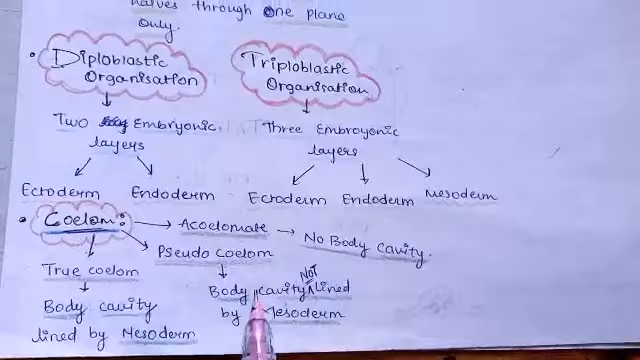 halves through one plane
only.
• Diploblastic
Organisation
Triploblastic
Organisation
Two Embryonic
layers
Three Embroyonic
layers
Ectoderm Endoderm
Ectoderm Endoderm Mesoderm
• Coelom:
Acoelomate → No Body cavity.
Pseudo coelom
True coelom
Body cavity NOT lined
by Mesoderm
Body cavity
lined by Mesoderm